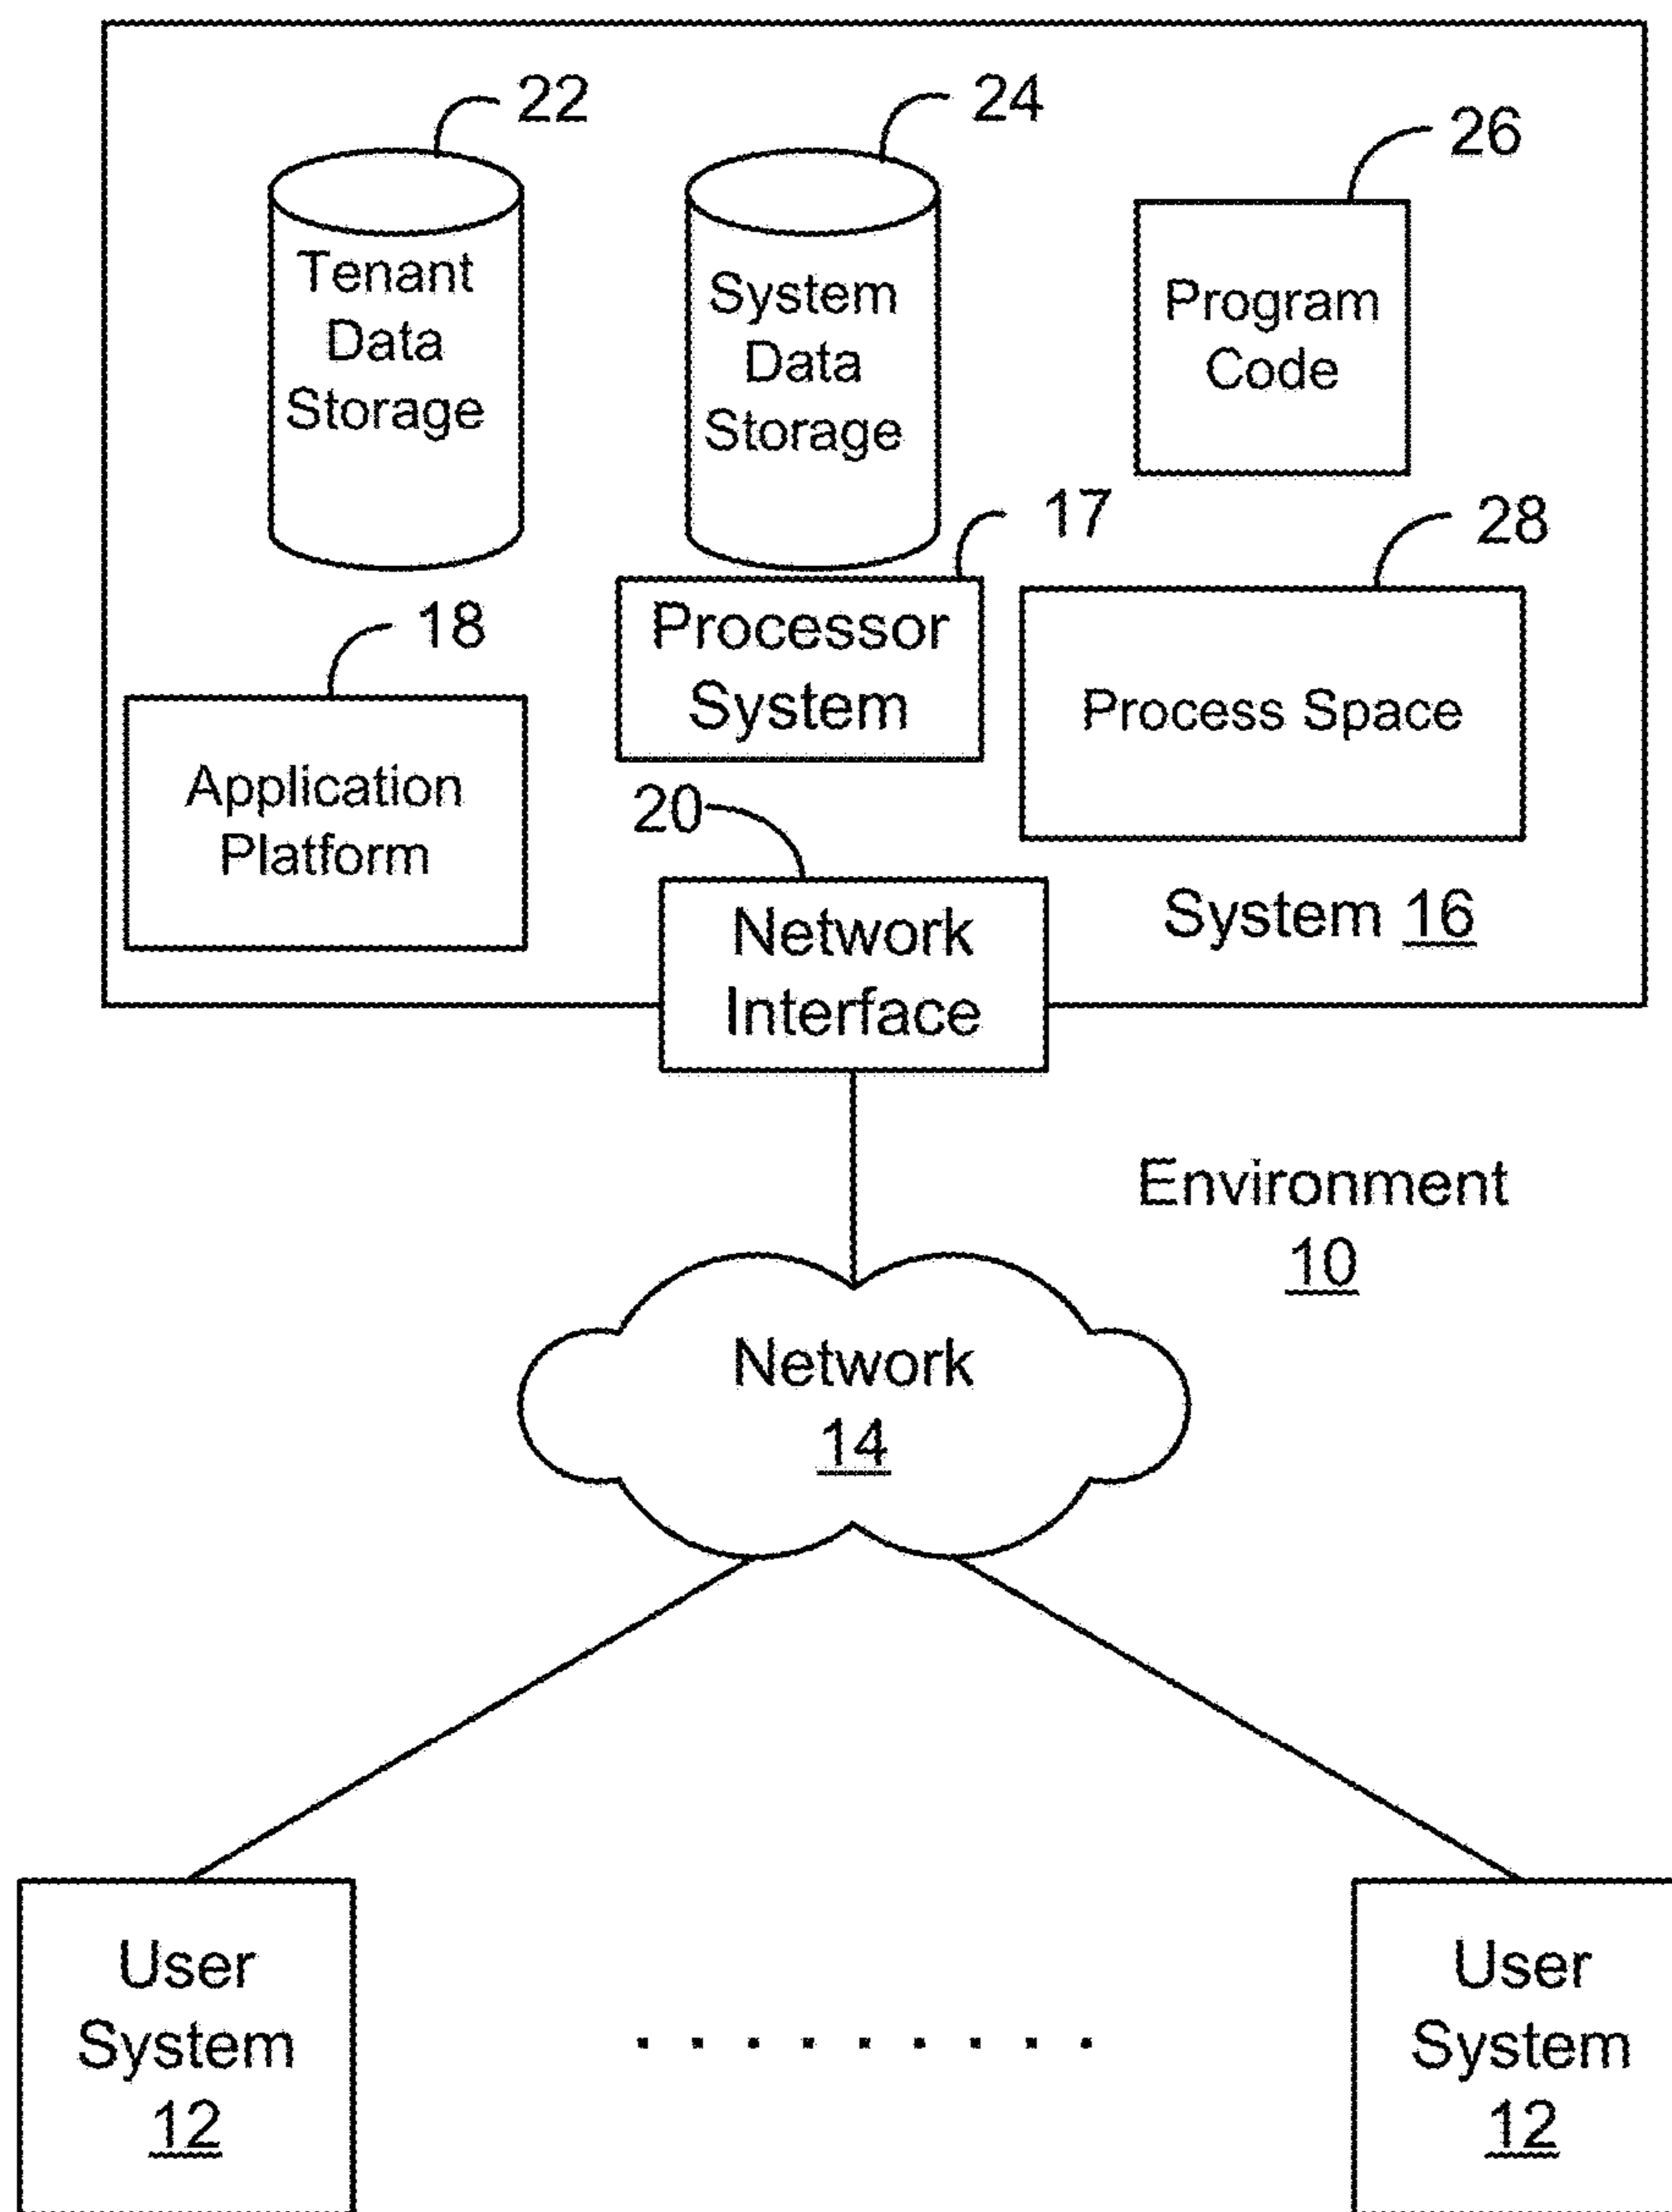 22
24
26
Tenant
Data
Storage
System
Data
Storage
Program
Code
17
28
18
Processor
System
Process Space
Application
Platform
20
Network
Interface
System 16
Environment
10
Network
14
User
System
12
. . . . . . . . .
User
System
12